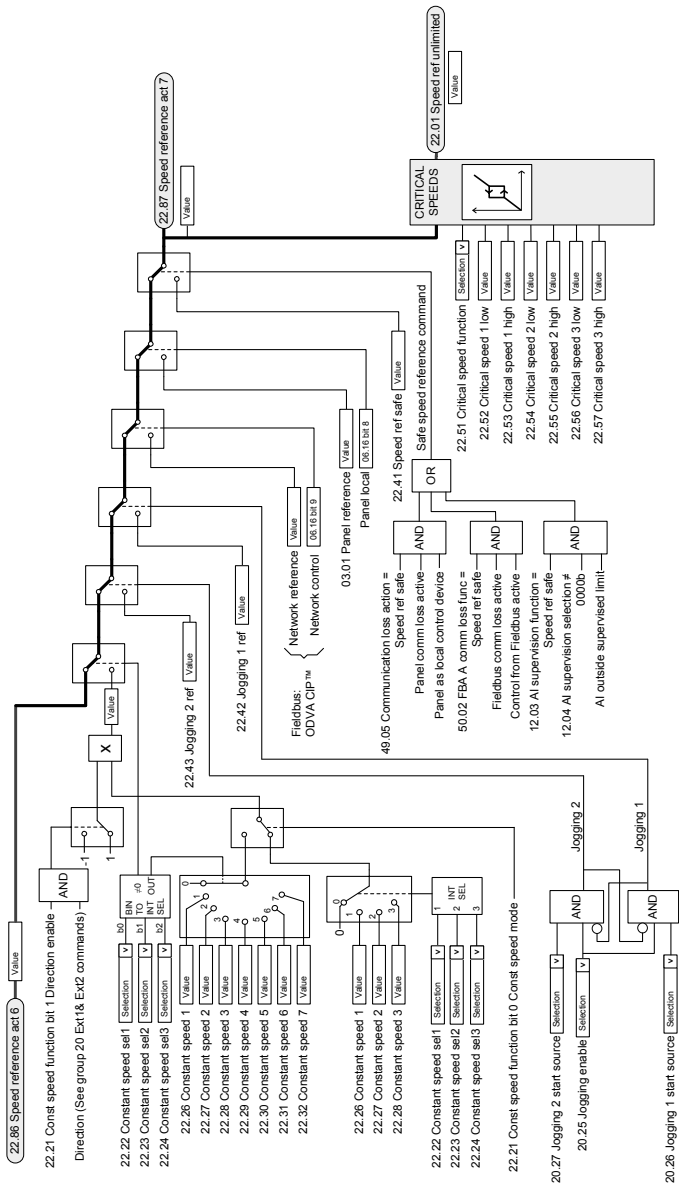 22.86 Speed reference act 6
Value
22.21 Const speed function bit 1 Direction enable
Direction (See group 20 Ext1 & Ext2 commands)
AND
-1
1
X
Value
22.22 Constant speed sel1
Selection
v
22.23 Constant speed sel2
Selection
v
22.24 Constant speed sel3
Selection
v
b0
b1
b2
BIN
TO
INT
SEL
≠0
OUT
22.26 Constant speed 1
Value
22.27 Constant speed 2
Value
22.28 Constant speed 3
Value
22.29 Constant speed 4
Value
22.30 Constant speed 5
Value
22.31 Constant speed 6
Value
22.32 Constant speed 7
Value
0
1
2
3
4
5
6
7
22.26 Constant speed 1
Value
22.27 Constant speed 2
Value
22.28 Constant speed 3
Value
0
0
1
2
3
22.22 Constant speed sel1
22.23 Constant speed sel2
22.24 Constant speed sel3
1
2
3
INT
SEL
22.21 Const speed function bit 0 Const speed mode
20.27 Jogging 2 start source
Selection
v
20.25 Jogging enable
Selection
v
20.26 Jogging 1 start source
Selection
v
AND
AND
Jogging 2
Jogging 1
22.43 Jogging 2 ref
Value
22.42 Jogging 1 ref
Value
Fieldbus:
ODVA CIP™
Network reference
Value
Network control
06.16 bit 9
03.01 Panel reference
Value
Panel local
06.16 bit 8
22.41 Speed ref safe
Value
Safe speed reference command
49.05 Communication loss action =
Speed ref safe
Panel comm loss active
Panel as local control device
AND
50.02 FBA A comm loss func =
Speed ref safe
Fieldbus comm loss active
Control from Fieldbus active
AND
12.03 AI supervision function =
Speed ref safe
12.04 AI supervision selection ≠
0000b
AI outside supervised limit
AND
OR
22.87 Speed reference act 7
Value
22.51 Critical speed function
Selection
v
22.52 Critical speed 1 low
Value
22.53 Critical speed 1 high
Value
22.54 Critical speed 2 low
Value
22.55 Critical speed 2 high
Value
22.56 Critical speed 3 low
Value
22.57 Critical speed 3 high
Value
CRITICAL
SPEEDS
22.01 Speed ref unlimited
Value